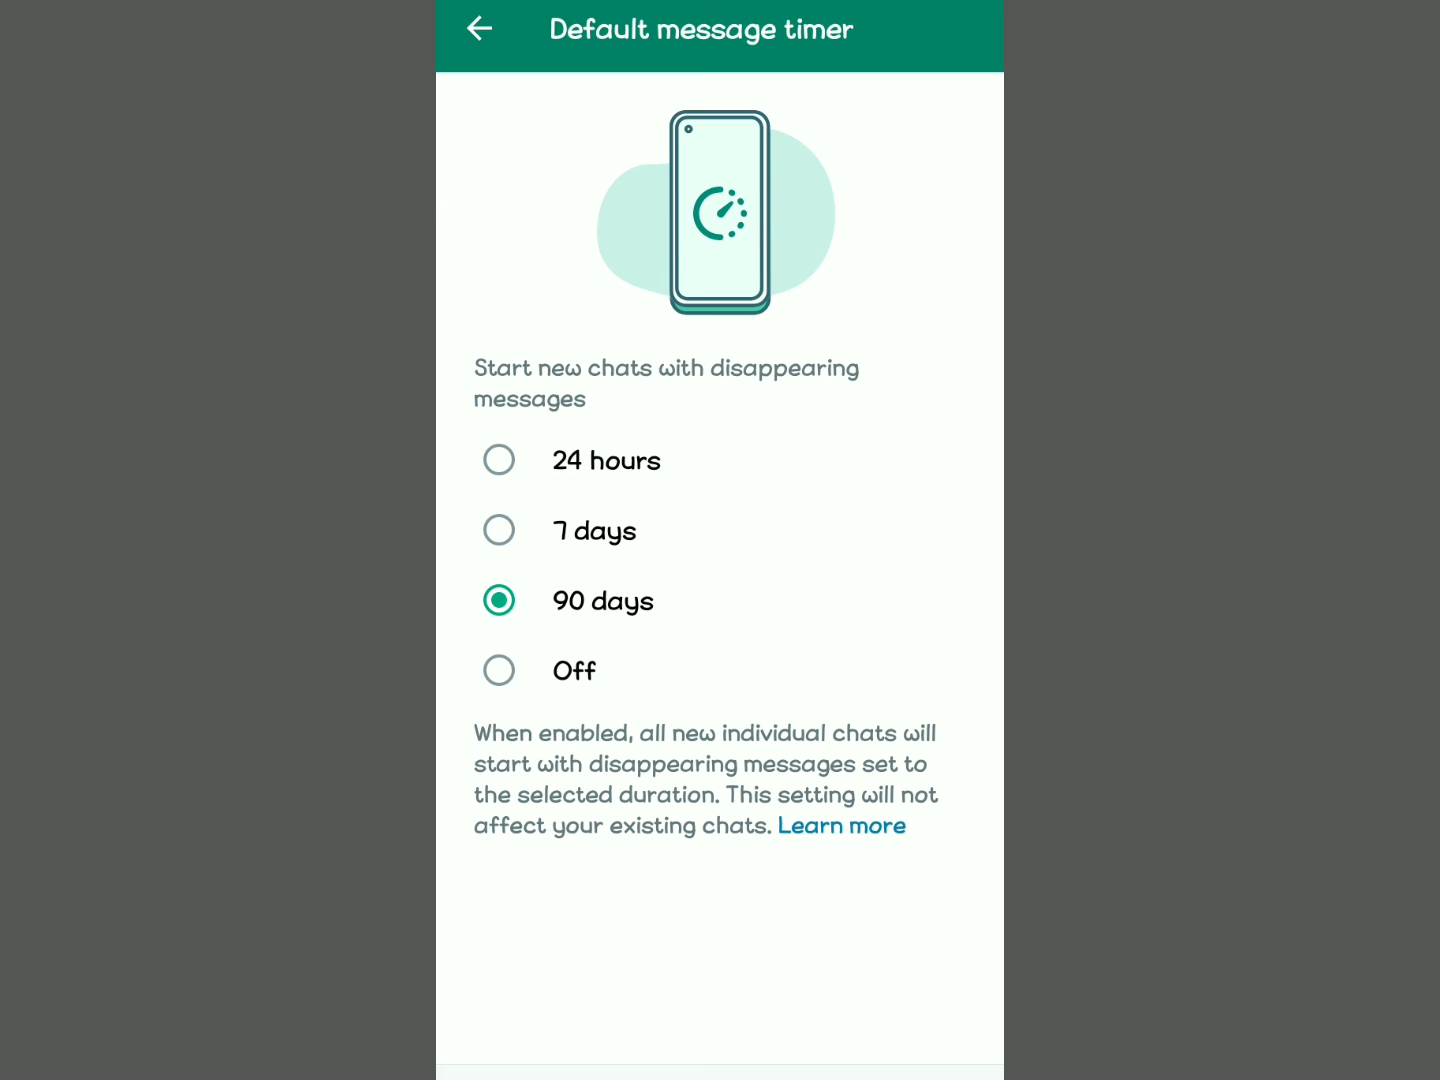 Default message timer
Start new chats with disappearing
messages
24 hours
7 days
90 days
Off
When enabled, all new individual chats will
start with disappearing messages set to
the selected duration. This setting will not
affect your existing chats. Learn more